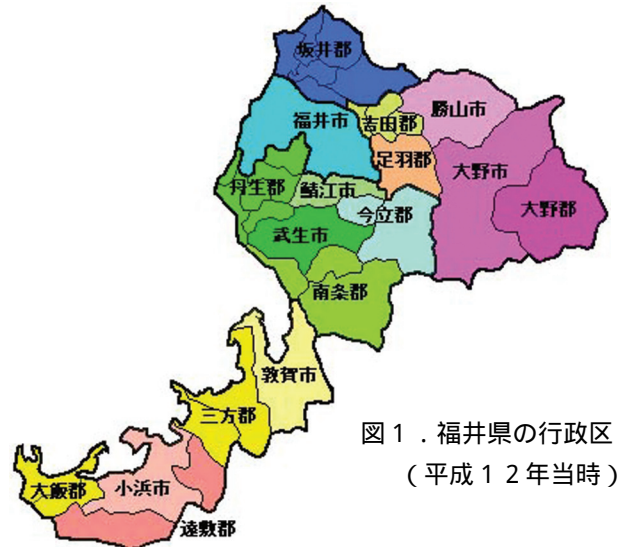 坂井郡
勝山市
福井市
吉田郡
足羽郡
大野市
丹生郡
鯖江市
今立郡
大野郡
武生市
南条郡
敦賀市
三方郡
大飯郡
小浜市
遠敷郡
図1．福井県の行政区
（平成12年当時）